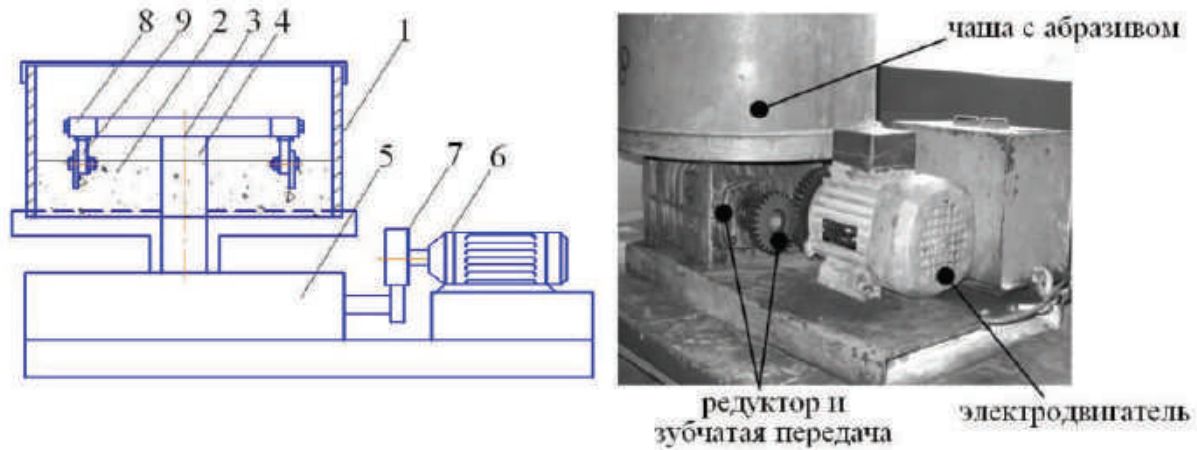 8 9 2 3 4 1
5 7 6
чаша с абразивом
редуктор и
зубчатая передача
электродвигатель